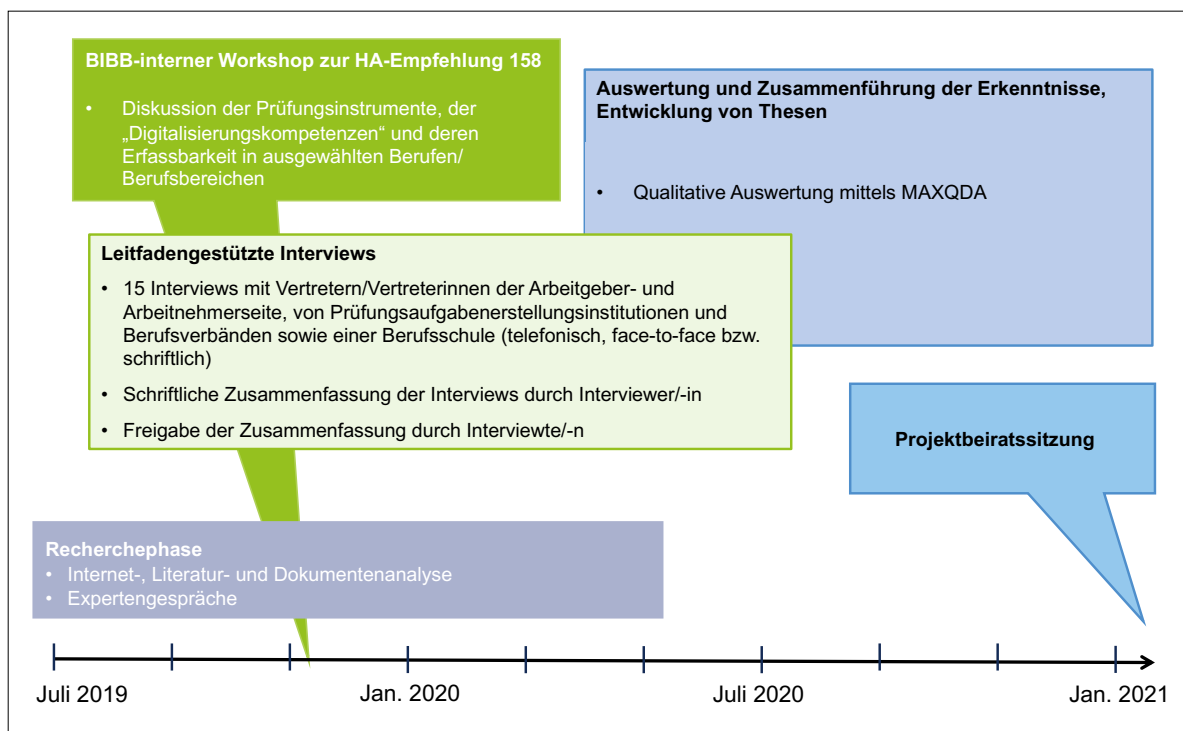 BIBB-interner Workshop zur HA-Empfehlung 158
• Diskussion der Prüfungsinstrumente, der
„Digitalisierungskompetenzen“ und deren
Erfassbarkeit in ausgewählten Berufen/
Berufsbereichen
Auswertung und Zusammenführung der Erkenntnisse,
Entwicklung von Thesen
• Qualitative Auswertung mittels MAXQDA
Leitfadengestützte Interviews
• 15 Interviews mit Vertretern/Vertreterinnen der Arbeitgeber- und
Arbeitnehmerseite, von Prüfungsaufgabenerstellungsinstitutionen und
Berufsverbänden sowie einer Berufsschule (telefonisch, face-to-face bzw.
schriftlich)
• Schriftliche Zusammenfassung der Interviews durch Interviewer/-in
• Freigabe der Zusammenfassung durch Interviewte/-n
Projektbeiratssitzung
Recherchephase
• Internet-, Literatur- und Dokumentenanalyse
• Expertengespräche
Juli 2019
Jan. 2020
Juli 2020
Jan. 2021